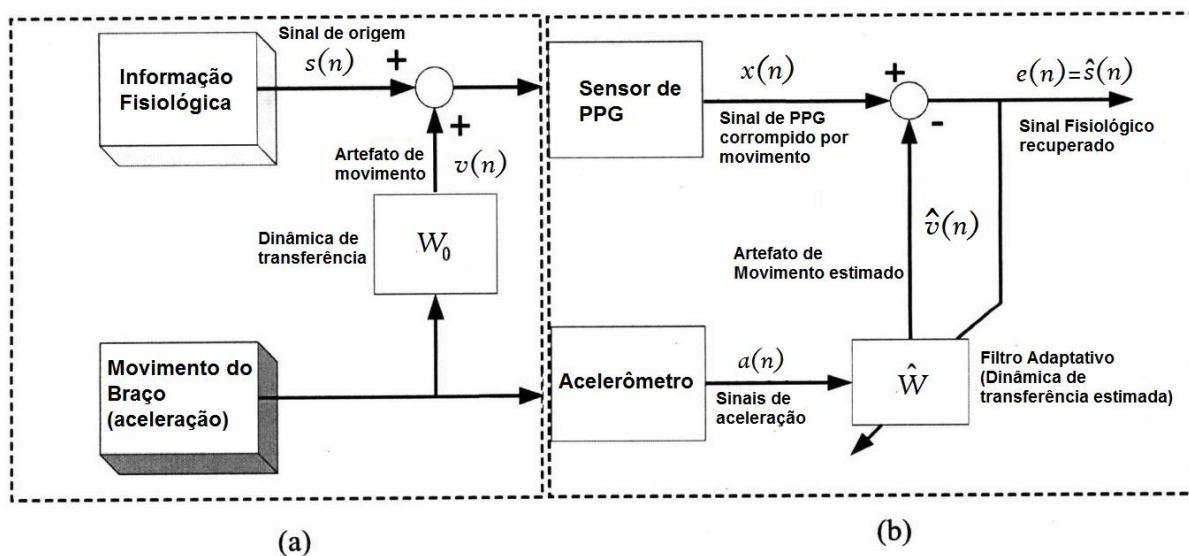 Informação
Fisiológica
Sinal de origem
s(n)
+
+
Artefato de
movimento
v(n)
Dinâmica de
transferência
W₀
Movimento do
Braço
(aceleração)
(a)
Sensor de
PPG
x(n)
Sinal de PPG
corrompido por
movimento
+
-
e(n)=ŝ(n)
Sinal Fisiológico
recuperado
v̂(n)
Artefato de
Movimento estimado
Acelerômetro
a(n)
Sinais de
aceleração
Ŵ
Filtro Adaptativo
(Dinâmica de
transferência estimada)
(b)